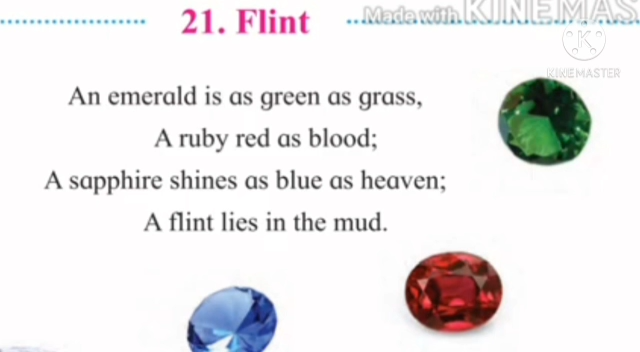 21. Flint
Made with KINEMAS
KINEMASTER
An emerald is as green as grass,
A ruby red as blood;
A sapphire shines as blue as heaven;
A flint lies in the mud.